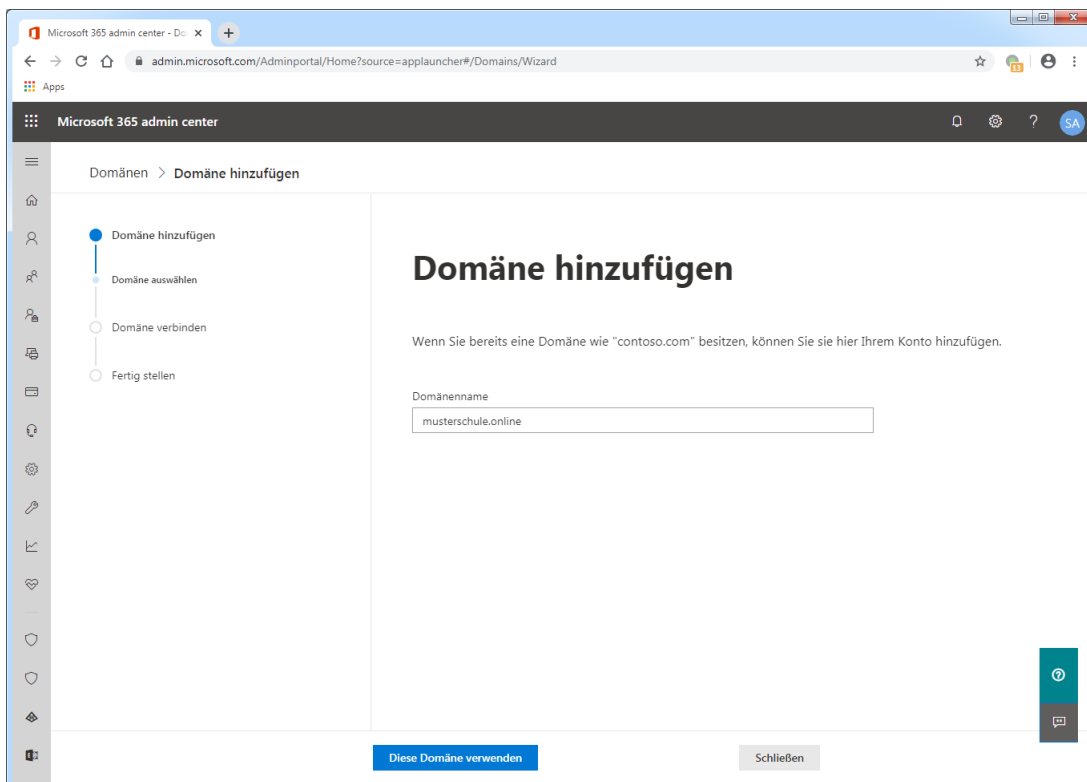 Microsoft 365 admin center - Do
admin.microsoft.com/Adminportal/Home?source=applauncher#/Domains/Wizard
13
Apps
Microsoft 365 admin center
?
SA
Domänen > Domäne hinzufügen
Domäne hinzufügen
Domäne auswählen
Domäne verbinden
Fertig stellen
Domäne hinzufügen
Wenn Sie bereits eine Domäne wie "contoso.com" besitzen, können Sie sie hier Ihrem Konto hinzufügen.
Domänenname
musterschule.online
Diese Domäne verwenden
Schließen